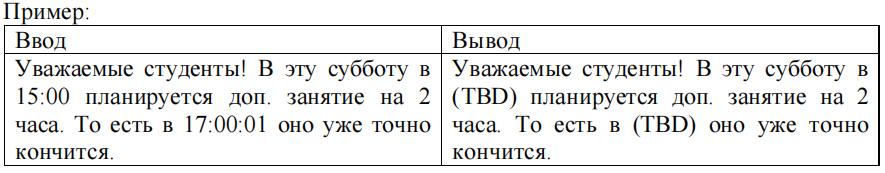 Пример:
Ввод
Вывод
Уважаемые студенты! В эту субботу в
15:00 планируется доп. занятие на 2
часа. То есть в 17:00:01 оно уже точно
кончится.
Уважаемые студенты! В эту субботу в
(TBD) планируется доп. занятие на 2
часа. То есть в (TBD) оно уже точно
кончится.